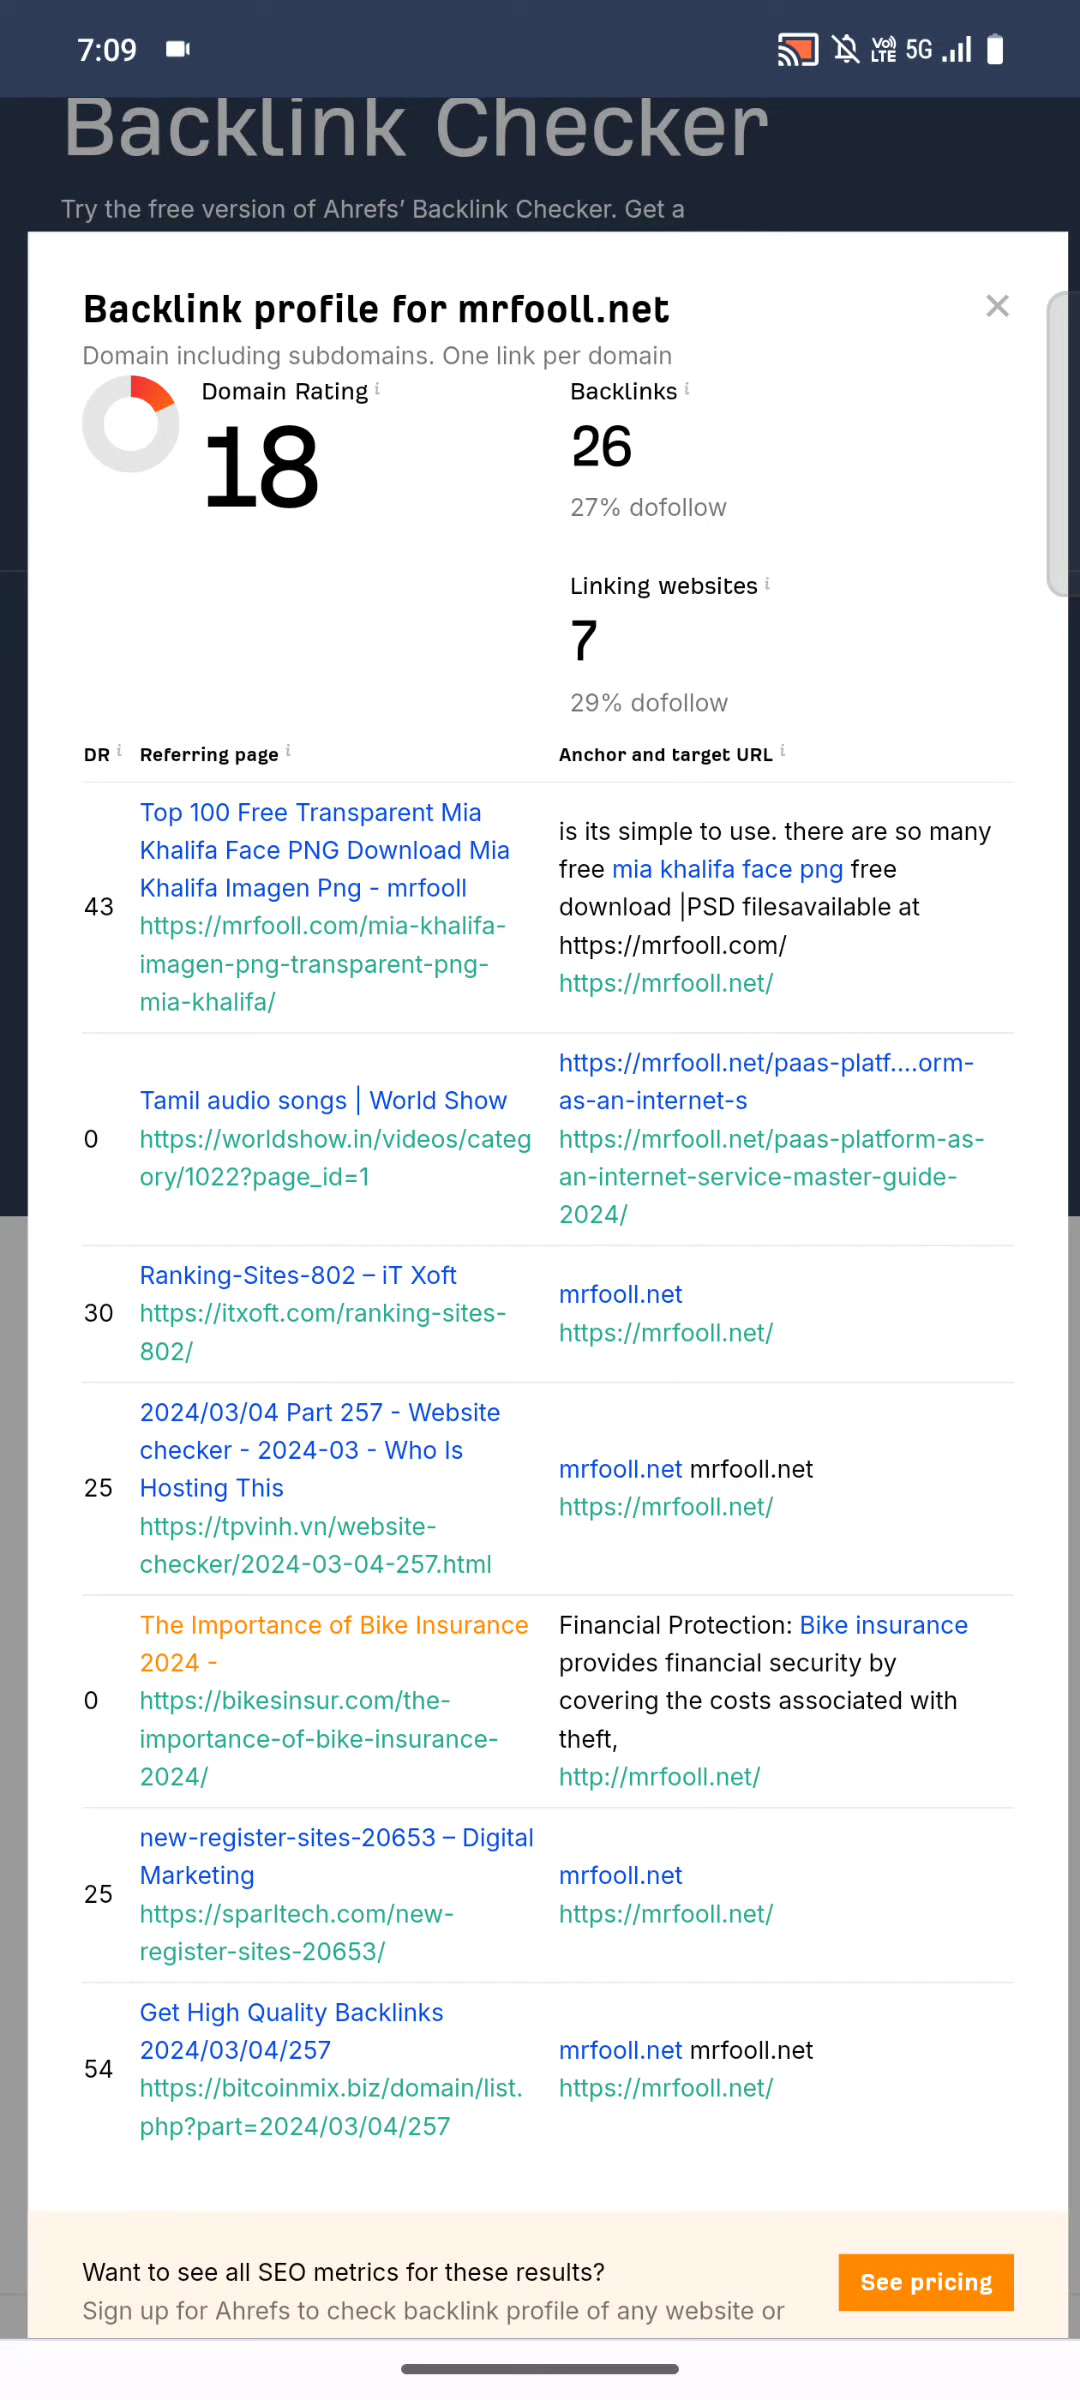 7:09
Vo)) LTE 5G
Backlink Checker
Try the free version of Ahrefs’ Backlink Checker. Get a
Backlink profile for mrfooll.net
Domain including subdomains. One link per domain
Domain Rating i
18
Backlinks i
26
27% dofollow
Linking websites i
7
29% dofollow
DR i Referring page i Anchor and target URL i
43
Top 100 Free Transparent Mia
Khalifa Face PNG Download Mia
Khalifa Imagen Png - mrfooll
https://mrfooll.com/mia-khalifa-
imagen-png-transparent-png-
mia-khalifa/
is its simple to use. there are so many
free mia khalifa face png free
download |PSD filesavailable at
https://mrfooll.com/
https://mrfooll.net/
0
Tamil audio songs | World Show
https://worldshow.in/videos/categ
ory/1022?page_id=1
https://mrfooll.net/paas-platf....orm-
as-an-internet-s
https://mrfooll.net/paas-platform-as-
an-internet-service-master-guide-
2024/
30
Ranking-Sites-802 – iT Xoft
https://itxoft.com/ranking-sites-
802/
mrfooll.net
https://mrfooll.net/
25
2024/03/04 Part 257 - Website
checker - 2024-03 - Who Is
Hosting This
https://tpvinh.vn/website-
checker/2024-03-04-257.html
mrfooll.net mrfooll.net
https://mrfooll.net/
0
The Importance of Bike Insurance
2024 -
https://bikesinsur.com/the-
importance-of-bike-insurance-
2024/
Financial Protection: Bike insurance
provides financial security by
covering the costs associated with
theft,
http://mrfooll.net/
25
new-register-sites-20653 – Digital
Marketing
https://sparltech.com/new-
register-sites-20653/
mrfooll.net
https://mrfooll.net/
54
Get High Quality Backlinks
2024/03/04/257
https://bitcoinmix.biz/domain/list.
php?part=2024/03/04/257
mrfooll.net mrfooll.net
https://mrfooll.net/
Want to see all SEO metrics for these results?
Sign up for Ahrefs to check backlink profile of any website or
See pricing